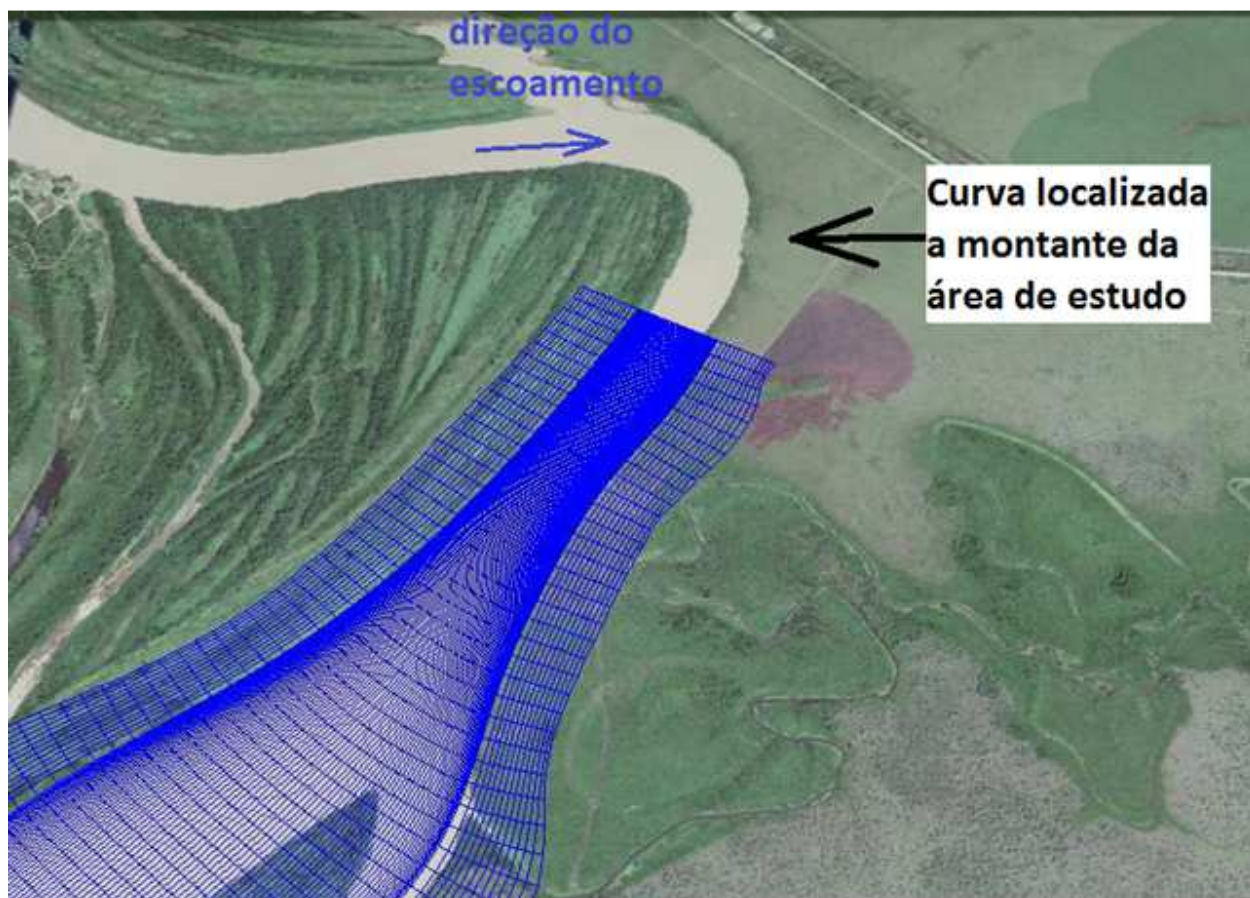 direção do
escoamento
Curva localizada
a montante da
área de estudo